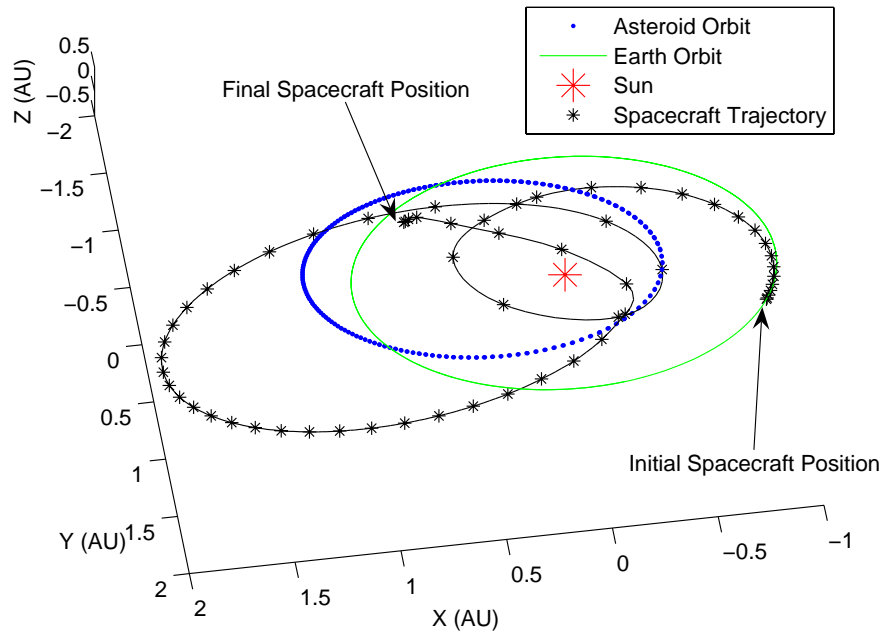 Asteroid Orbit
Earth Orbit
Sun
Spacecraft Trajectory
Final Spacecraft Position
Initial Spacecraft Position
Z (AU)
0.5
0
−0.5
−2
−1.5
−1
−0.5
0
0.5
1
1.5
2
Y (AU)
2
1.5
1
0.5
0
−0.5
−1
X (AU)